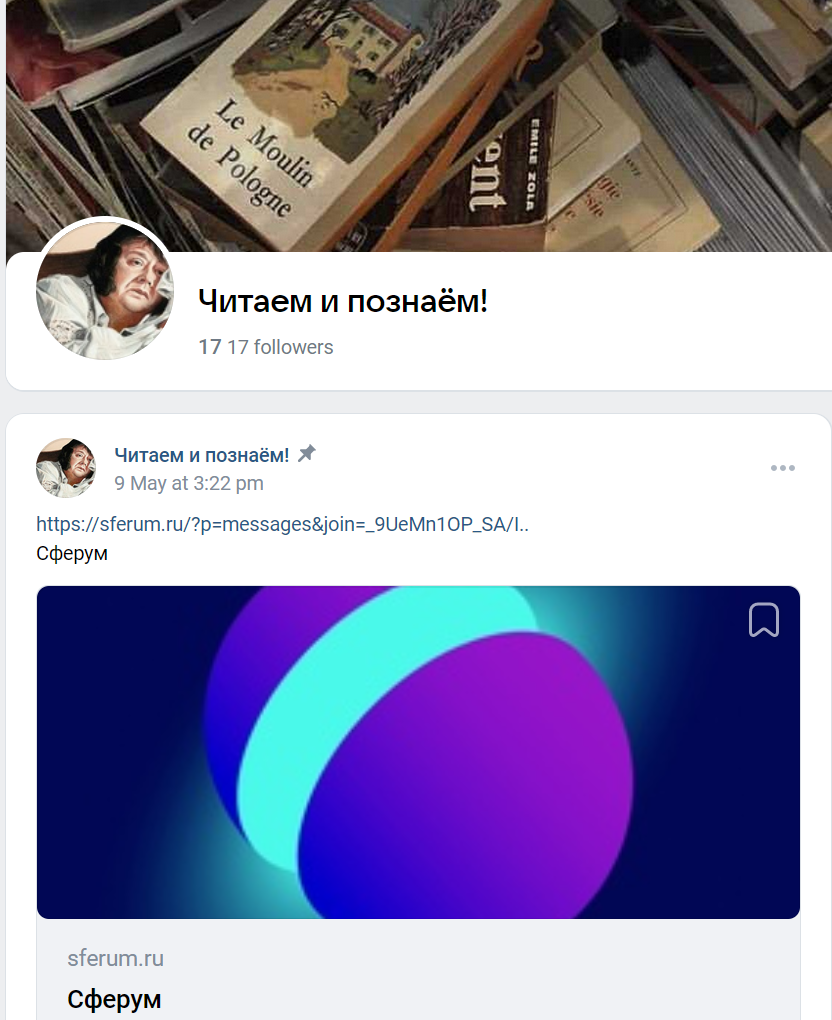 Le Moulin
de Pologne
EMILE ZOLA
Читаем и познаём!
17 17 followers
Читаем и познаём!
9 May at 3:22 pm
https://sferum.ru/?p=messages&join=_9UeMn1OP_SA/I..
Сферум
sferum.ru
Сферум